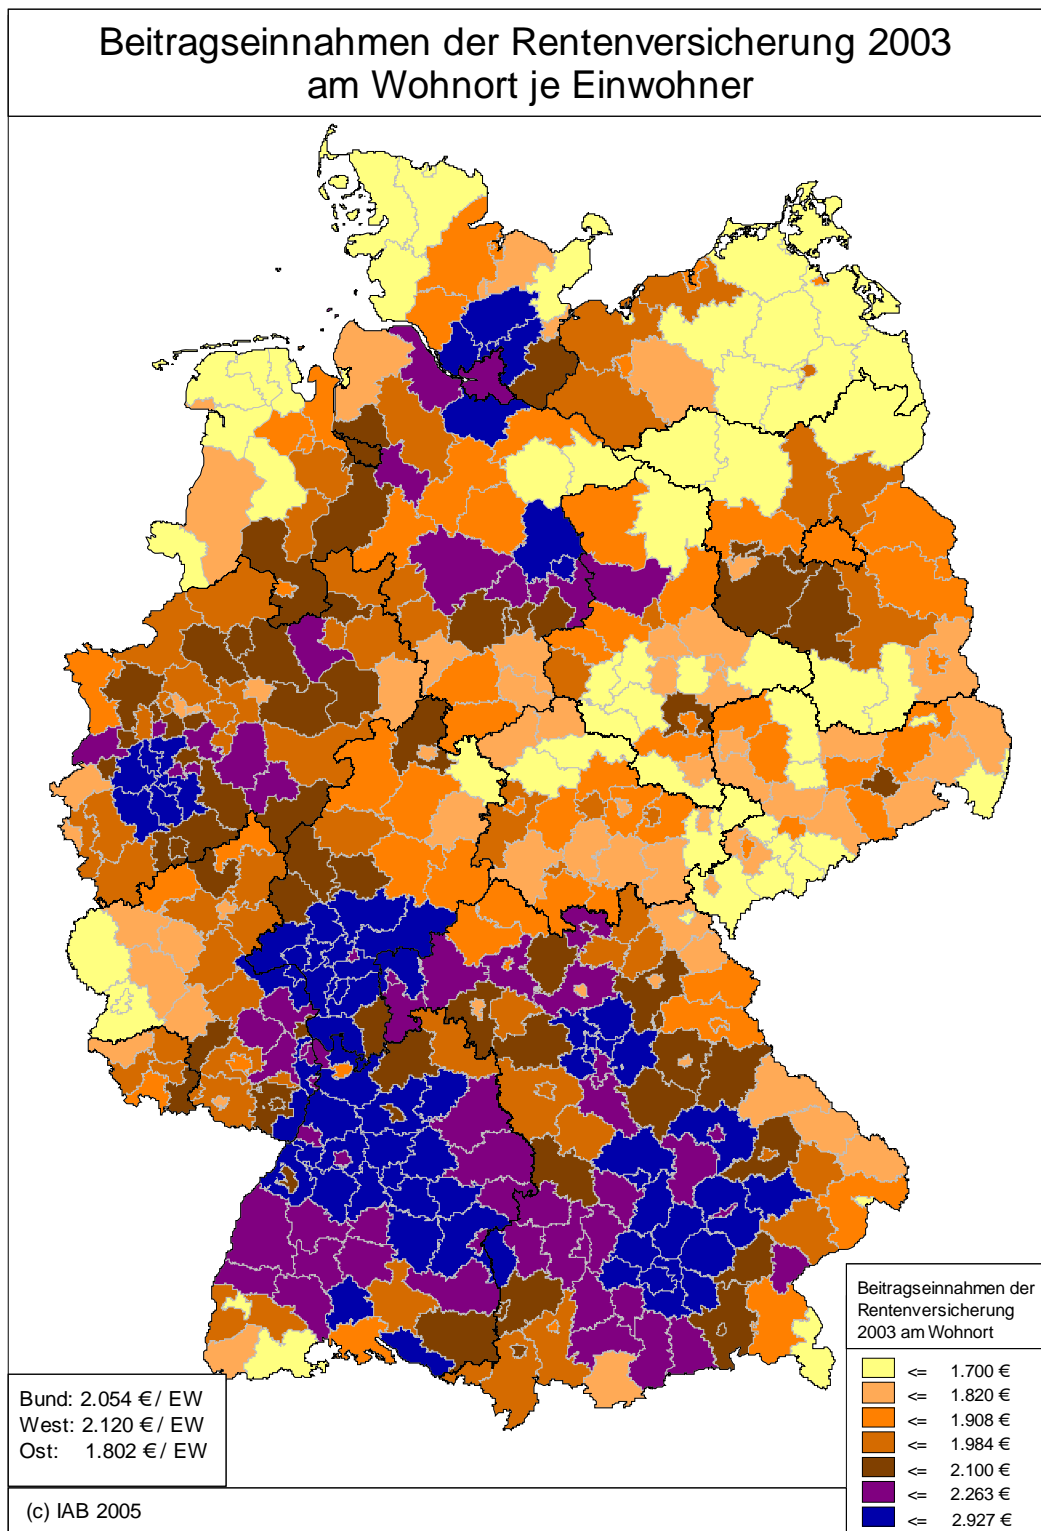 Beitragseinnahmen der Rentenversicherung 2003
am Wohnort je Einwohner
Beitragseinnahmen der
Rentenversicherung
2003 am Wohnort
<= 1.700 €
<= 1.820 €
<= 1.908 €
<= 1.984 €
<= 2.100 €
<= 2.263 €
<= 2.927 €
Bund: 2.054 € / EW
West: 2.120 € / EW
Ost: 1.802 € / EW
(c) IAB 2005